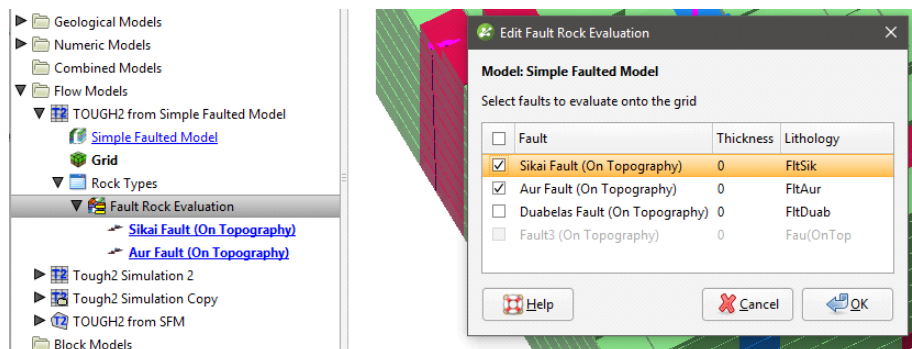 Geological Models
Numeric Models
Combined Models
Flow Models
TOUGH2 from Simple Faulted Model
Simple Faulted Model
Grid
Rock Types
Fault Rock Evaluation
Sikai Fault (On Topography)
Aur Fault (On Topography)
Tough2 Simulation 2
Tough2 Simulation Copy
TOUGH2 from SFM
Block Models
Edit Fault Rock Evaluation
Model: Simple Faulted Model
Select faults to evaluate onto the grid
Fault Thickness Lithology
Sikai Fault (On Topography) 0 FltSik
Aur Fault (On Topography) 0 FltAur
Duabelas Fault (On Topography) 0 FltDuab
Fault3 (On Topography) 0 Fau(OnTop
Help Cancel OK